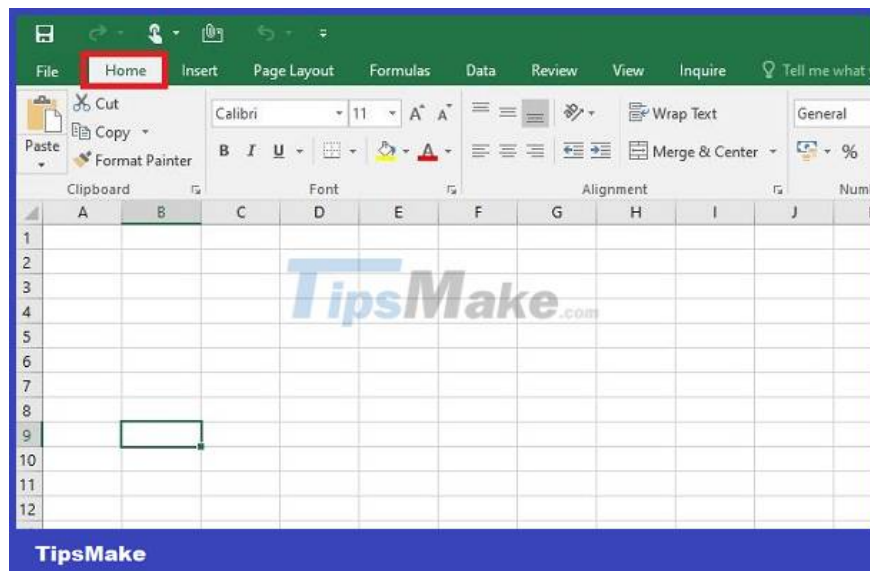 File Home Insert Page Layout Formulas Data Review View Inquire Tell me what
Paste
Cut
Copy
Format Painter
Calibri 11 A A
B I U A
Wrap Text
Merge & Center
General
%
Clipboard Font Alignment Num
A B C D E F G H I J
1
2
3
4
5
6
7
8
9
10
11
12
TipsMake.com
TipsMake